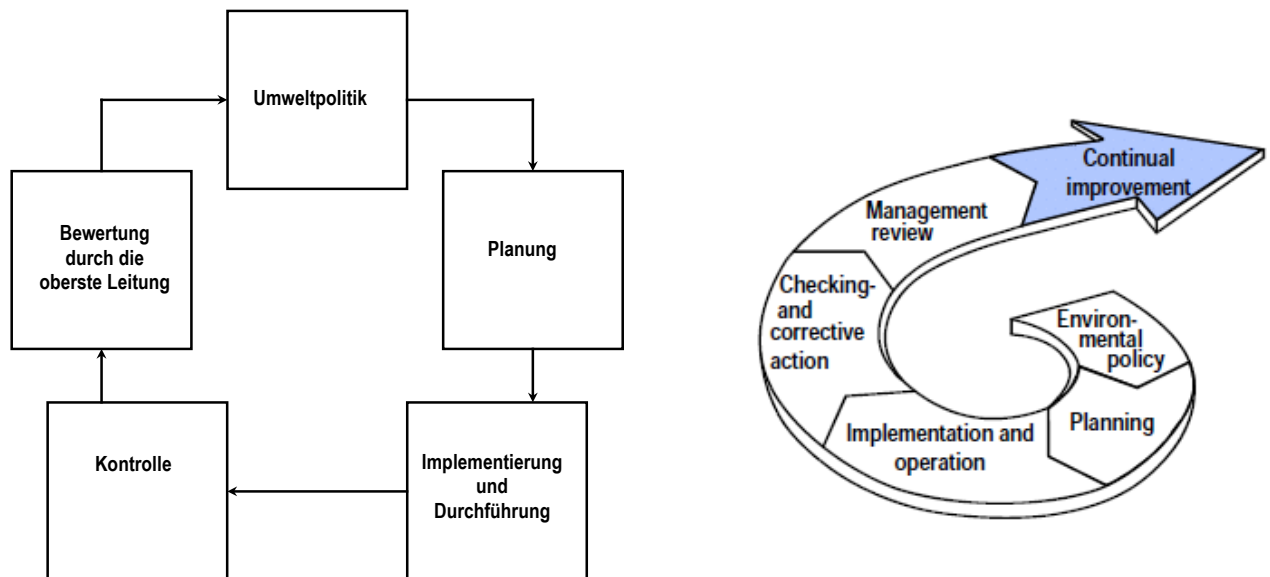 Umweltpolitik
Planung
Implementierung
und
Durchführung
Kontrolle
Bewertung
durch die
oberste Leitung
Environ-
mental
policy
Planning
Implementation and
operation
Checking-
and
corrective
action
Management
review
Continual
improvement